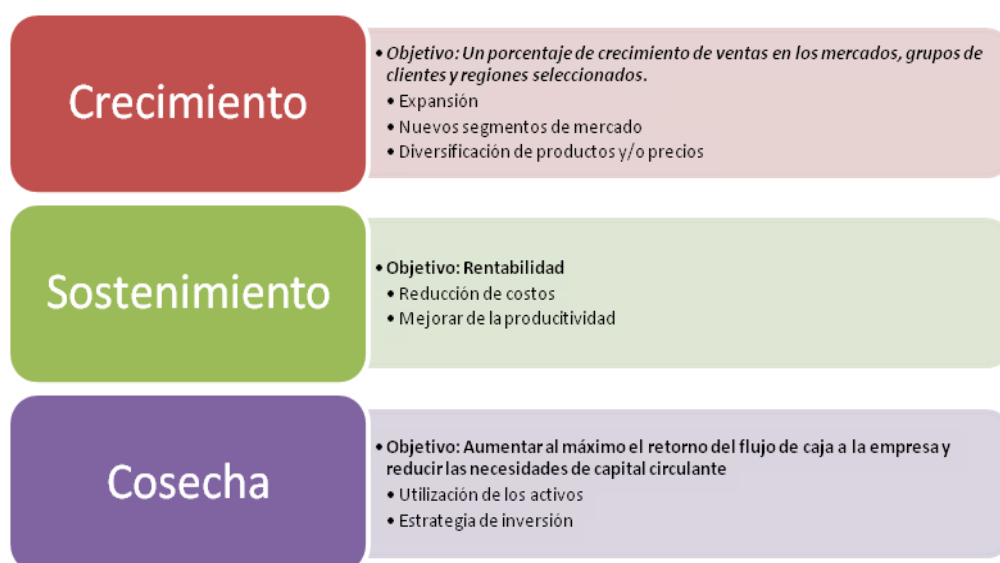 Crecimiento
• Objetivo: Un porcentaje de crecimiento de ventas en los mercados, grupos de
clientes y regiones seleccionados.
• Expansión
• Nuevos segmentos de mercado
• Diversificación de productos y/o precios
Sostenimiento
• Objetivo: Rentabilidad
• Reducción de costos
• Mejorar de la producitividad
Cosecha
• Objetivo: Aumentar al máximo el retorno del flujo de caja a la empresa y
reducir las necesidades de capital circulante
• Utilización de los activos
• Estrategia de inversión